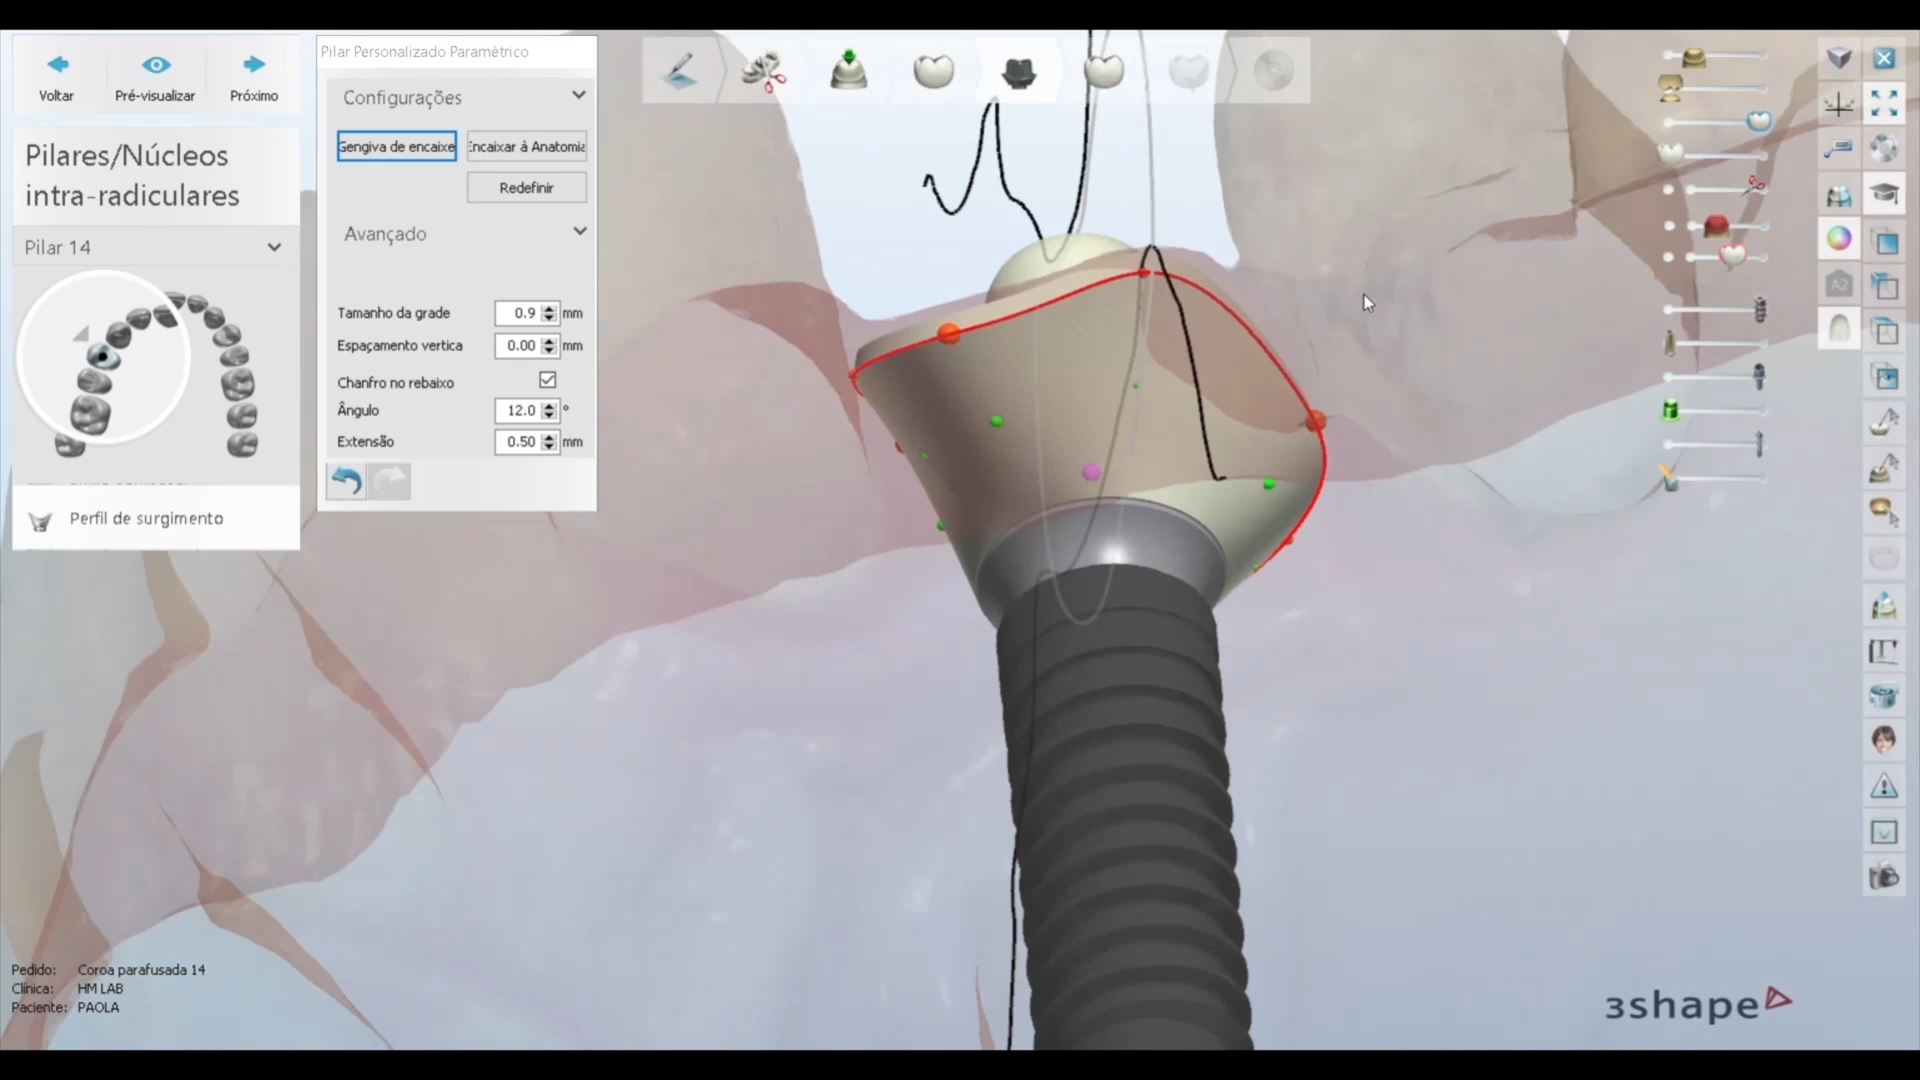 Voltar
Pré-visualizar
Próximo
Pilares/Núcleos
intra-radiculares
Pilar 14
Perfil de surgimento
Pilar Personalizado Paramétrico
Configurações
Gengiva de encaixe
Encaixar à Anatomia
Redefinir
Avançado
Tamanho da grade 0.9 mm
Espaçamento vertica 0.00 mm
Chanfro no rebaixo
Ângulo 12.0 °
Extensão 0.50 mm
A2
Pedido: Coroa parafusada 14
Clínica: HM LAB
Paciente: PAOLA
3shape